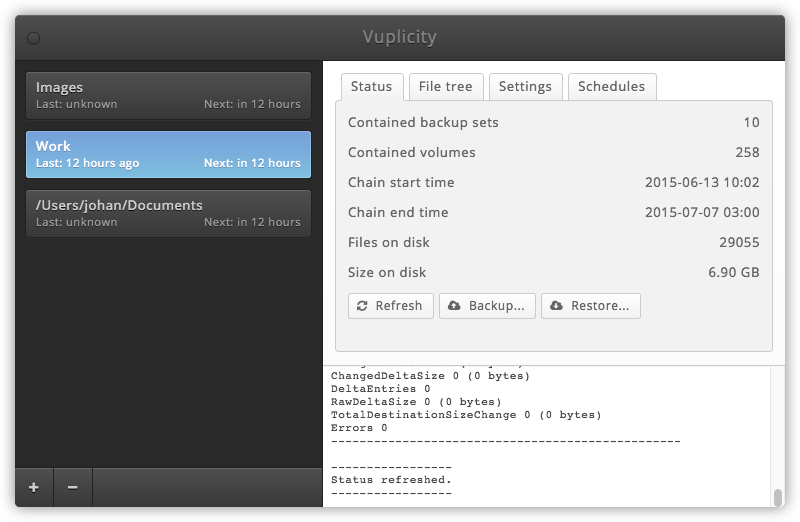 Vuplicity
Images
Last: unknown Next: in 12 hours
Work
Last: 12 hours ago Next: in 12 hours
/Users/johan/Documents
Last: unknown Next: in 12 hours
+ −
Status File tree Settings Schedules
Contained backup sets 10
Contained volumes 258
Chain start time 2015-06-13 10:02
Chain end time 2015-07-07 03:00
Files on disk 29055
Size on disk 6.90 GB
Refresh Backup... Restore...
ChangedDeltaSize 0 (0 bytes)
DeltaEntries 0
RawDeltaSize 0 (0 bytes)
TotalDestinationSizeChange 0 (0 bytes)
Errors 0
-------------------------------------------------
-----------------
Status refreshed.
-----------------